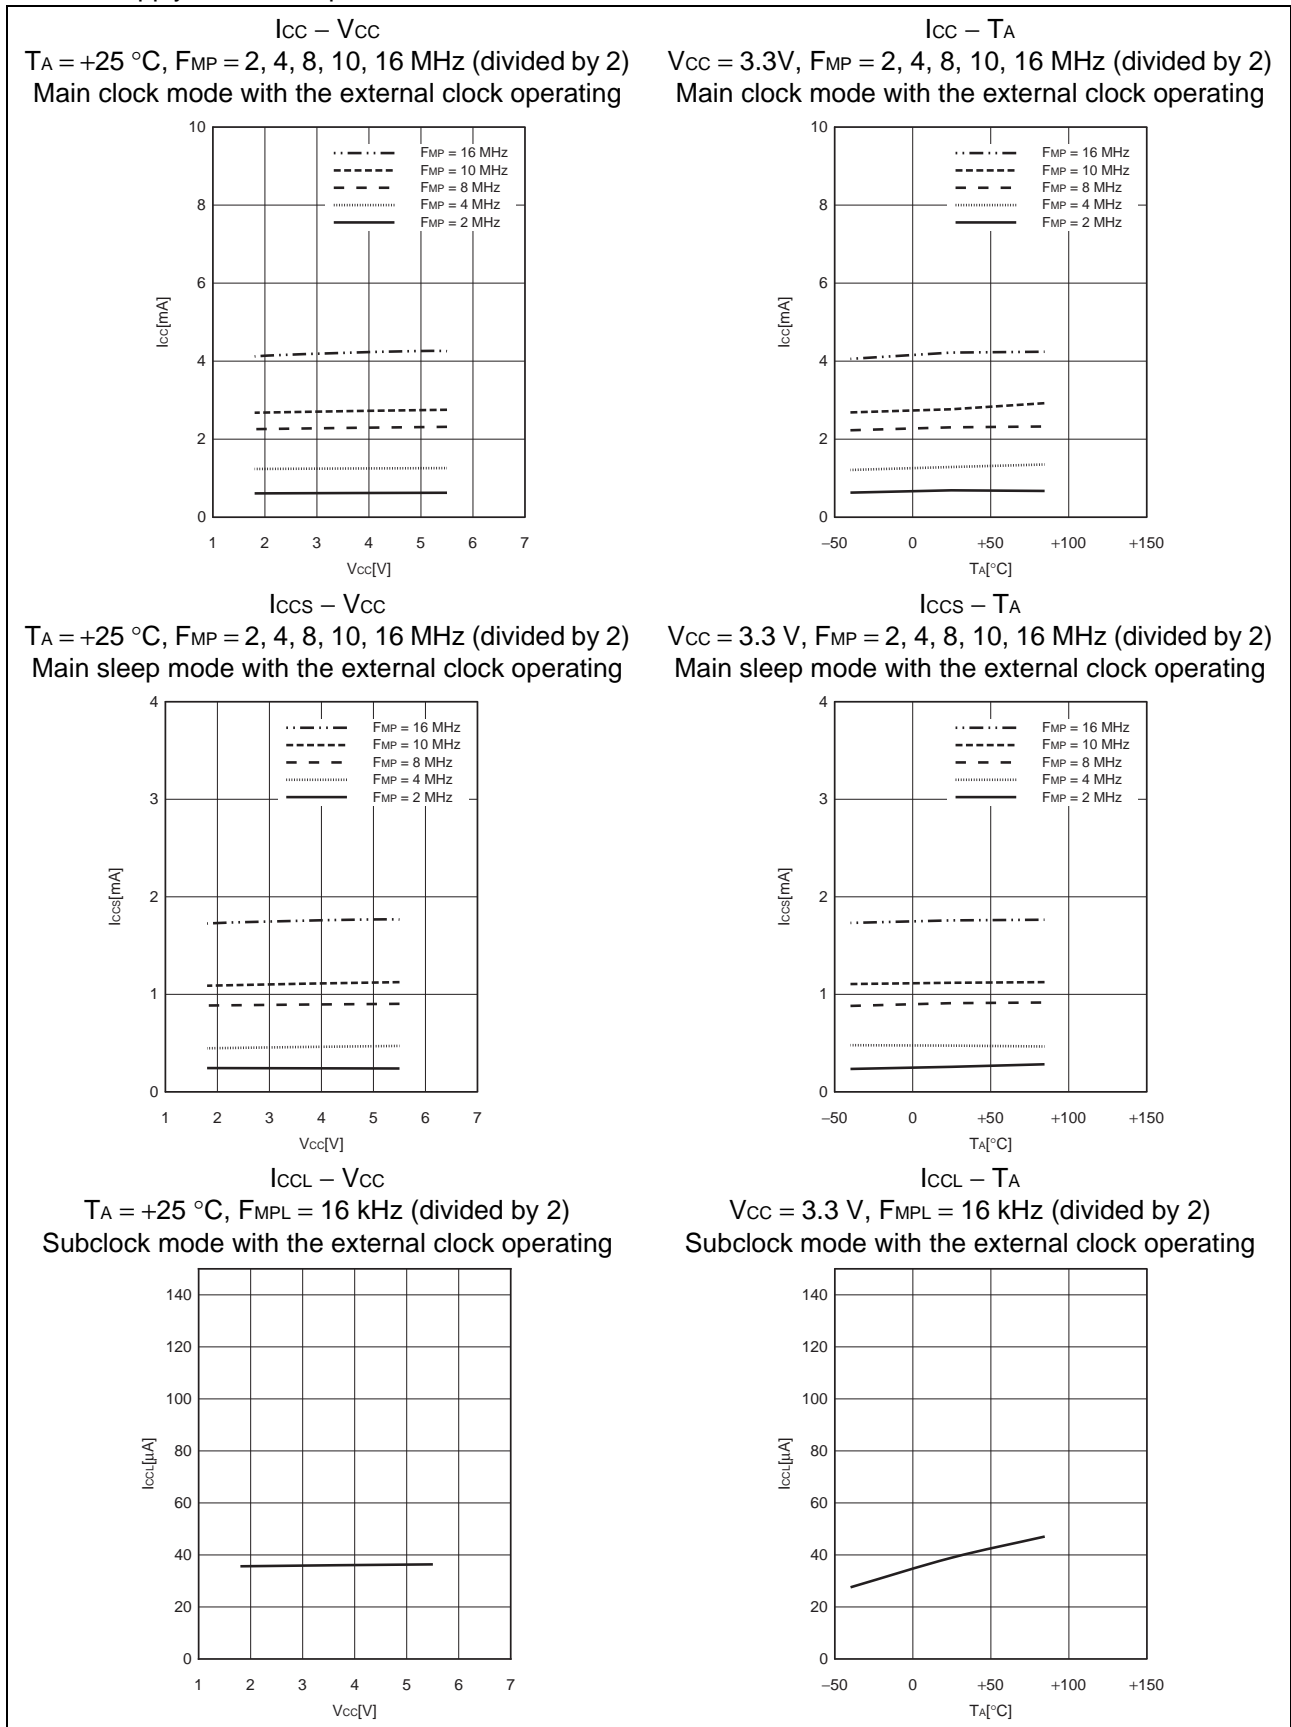 ICC − VCC
TA = +25 °C, FMP = 2, 4, 8, 10, 16 MHz (divided by 2)
Main clock mode with the external clock operating
10
8
6
4
2
0
ICC[mA]
FMP = 16 MHz
FMP = 10 MHz
FMP = 8 MHz
FMP = 4 MHz
FMP = 2 MHz
1 2 3 4 5 6 7
VCC[V]
ICC − TA
VCC = 3.3V, FMP = 2, 4, 8, 10, 16 MHz (divided by 2)
Main clock mode with the external clock operating
10
8
6
4
2
0
ICC[mA]
FMP = 16 MHz
FMP = 10 MHz
FMP = 8 MHz
FMP = 4 MHz
FMP = 2 MHz
−50 0 +50 +100 +150
TA[°C]
ICCS − VCC
TA = +25 °C, FMP = 2, 4, 8, 10, 16 MHz (divided by 2)
Main sleep mode with the external clock operating
4
3
2
1
0
ICCS[mA]
FMP = 16 MHz
FMP = 10 MHz
FMP = 8 MHz
FMP = 4 MHz
FMP = 2 MHz
1 2 3 4 5 6 7
VCC[V]
ICCS − TA
VCC = 3.3 V, FMP = 2, 4, 8, 10, 16 MHz (divided by 2)
Main sleep mode with the external clock operating
4
3
2
1
0
ICCS[mA]
FMP = 16 MHz
FMP = 10 MHz
FMP = 8 MHz
FMP = 4 MHz
FMP = 2 MHz
−50 0 +50 +100 +150
TA[°C]
ICCL − VCC
TA = +25 °C, FMPL = 16 kHz (divided by 2)
Subclock mode with the external clock operating
140
120
100
80
60
40
20
0
ICCL[µA]
1 2 3 4 5 6 7
VCC[V]
ICCL − TA
VCC = 3.3 V, FMPL = 16 kHz (divided by 2)
Subclock mode with the external clock operating
140
120
100
80
60
40
20
0
ICCL[µA]
−50 0 +50 +100 +150
TA[°C]